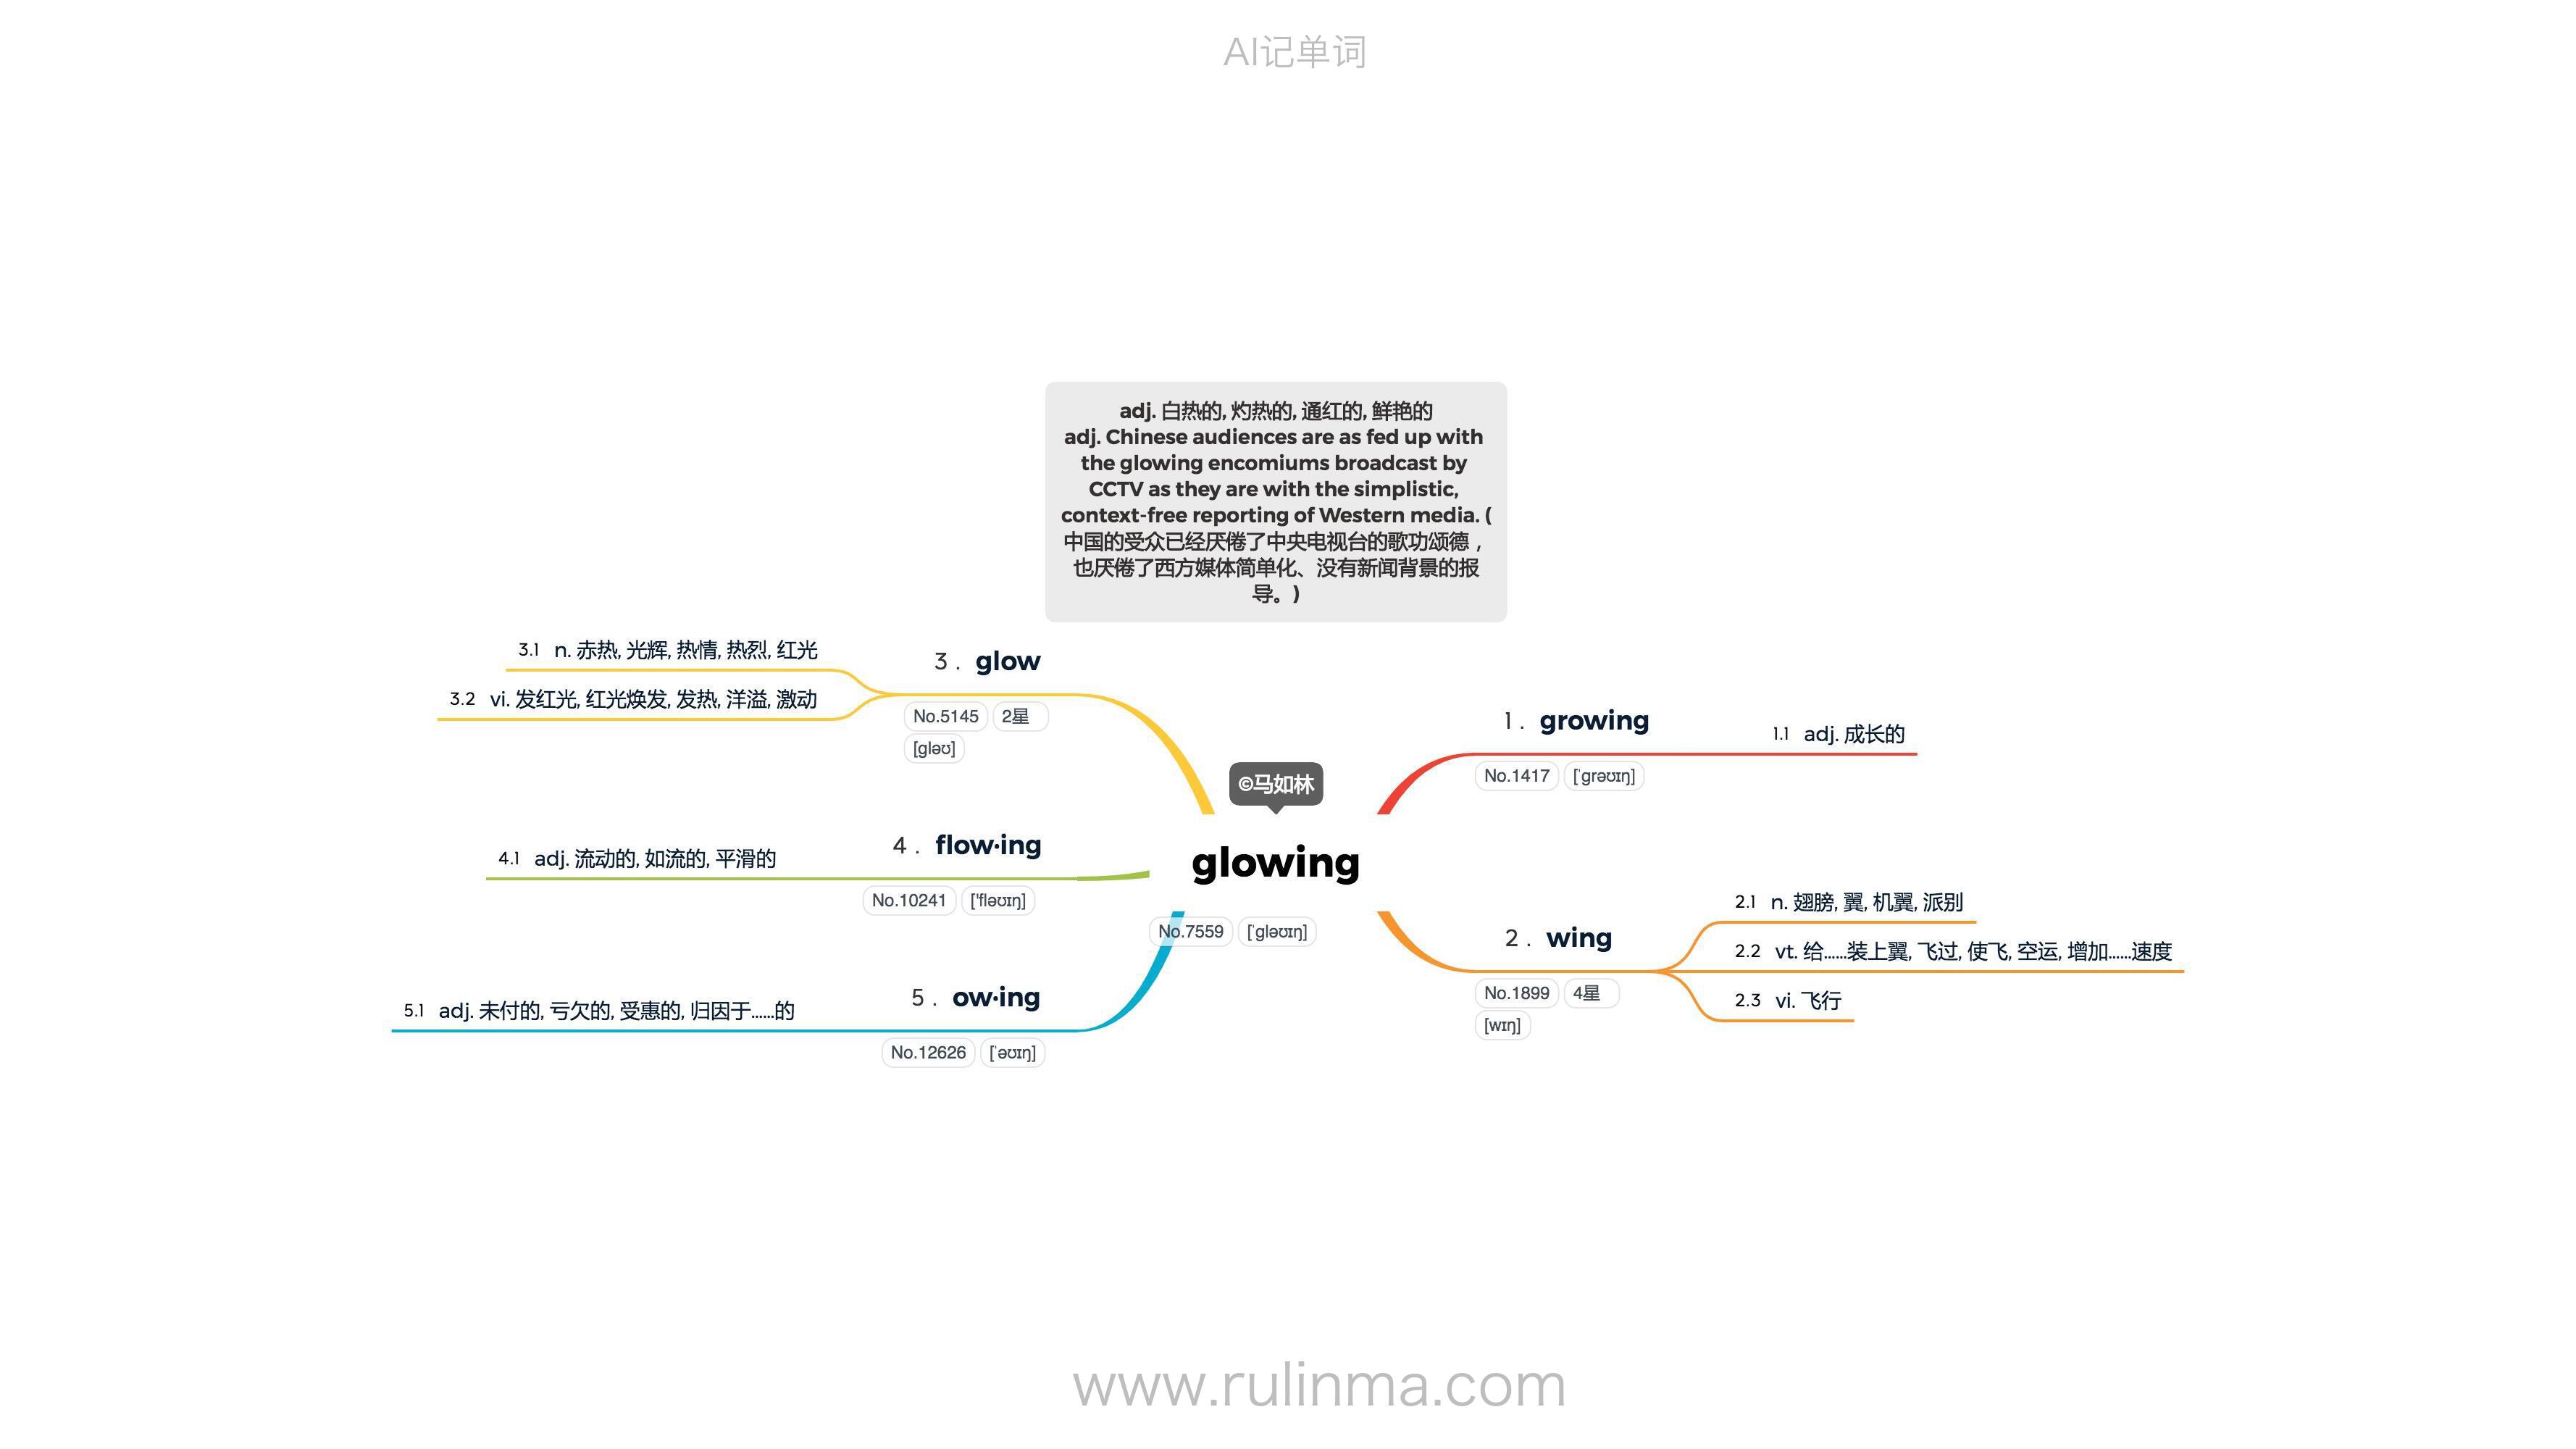 AI记单词
adj. 白热的, 灼热的, 通红的, 鲜艳的
adj. Chinese audiences are as fed up with
the glowing encomiums broadcast by
CCTV as they are with the simplistic,
context-free reporting of Western media. (
中国的受众已经厌倦了中央电视台的歌功颂德，
也厌倦了西方媒体简单化、没有新闻背景的报
导。)
©马如林
glowing
No.7559 [ˈɡləʊɪŋ]
1. growing
No.1417 [ˈɡrəʊɪŋ]
1.1 adj. 成长的
2. wing
No.1899 4星
[wɪŋ]
2.1 n. 翅膀, 翼, 机翼, 派别
2.2 vt. 给……装上翼, 飞过, 使飞, 空运, 增加……速度
2.3 vi. 飞行
3. glow
No.5145 2星
[ɡləʊ]
3.1 n. 赤热, 光辉, 热情, 热烈, 红光
3.2 vi. 发红光, 红光焕发, 发热, 洋溢, 激动
4. flow·ing
No.10241 ['fləʊɪŋ]
4.1 adj. 流动的, 如流的, 平滑的
5. ow·ing
No.12626 [ˈəʊɪŋ]
5.1 adj. 未付的, 亏欠的, 受惠的, 归因于……的
www.rulinma.com